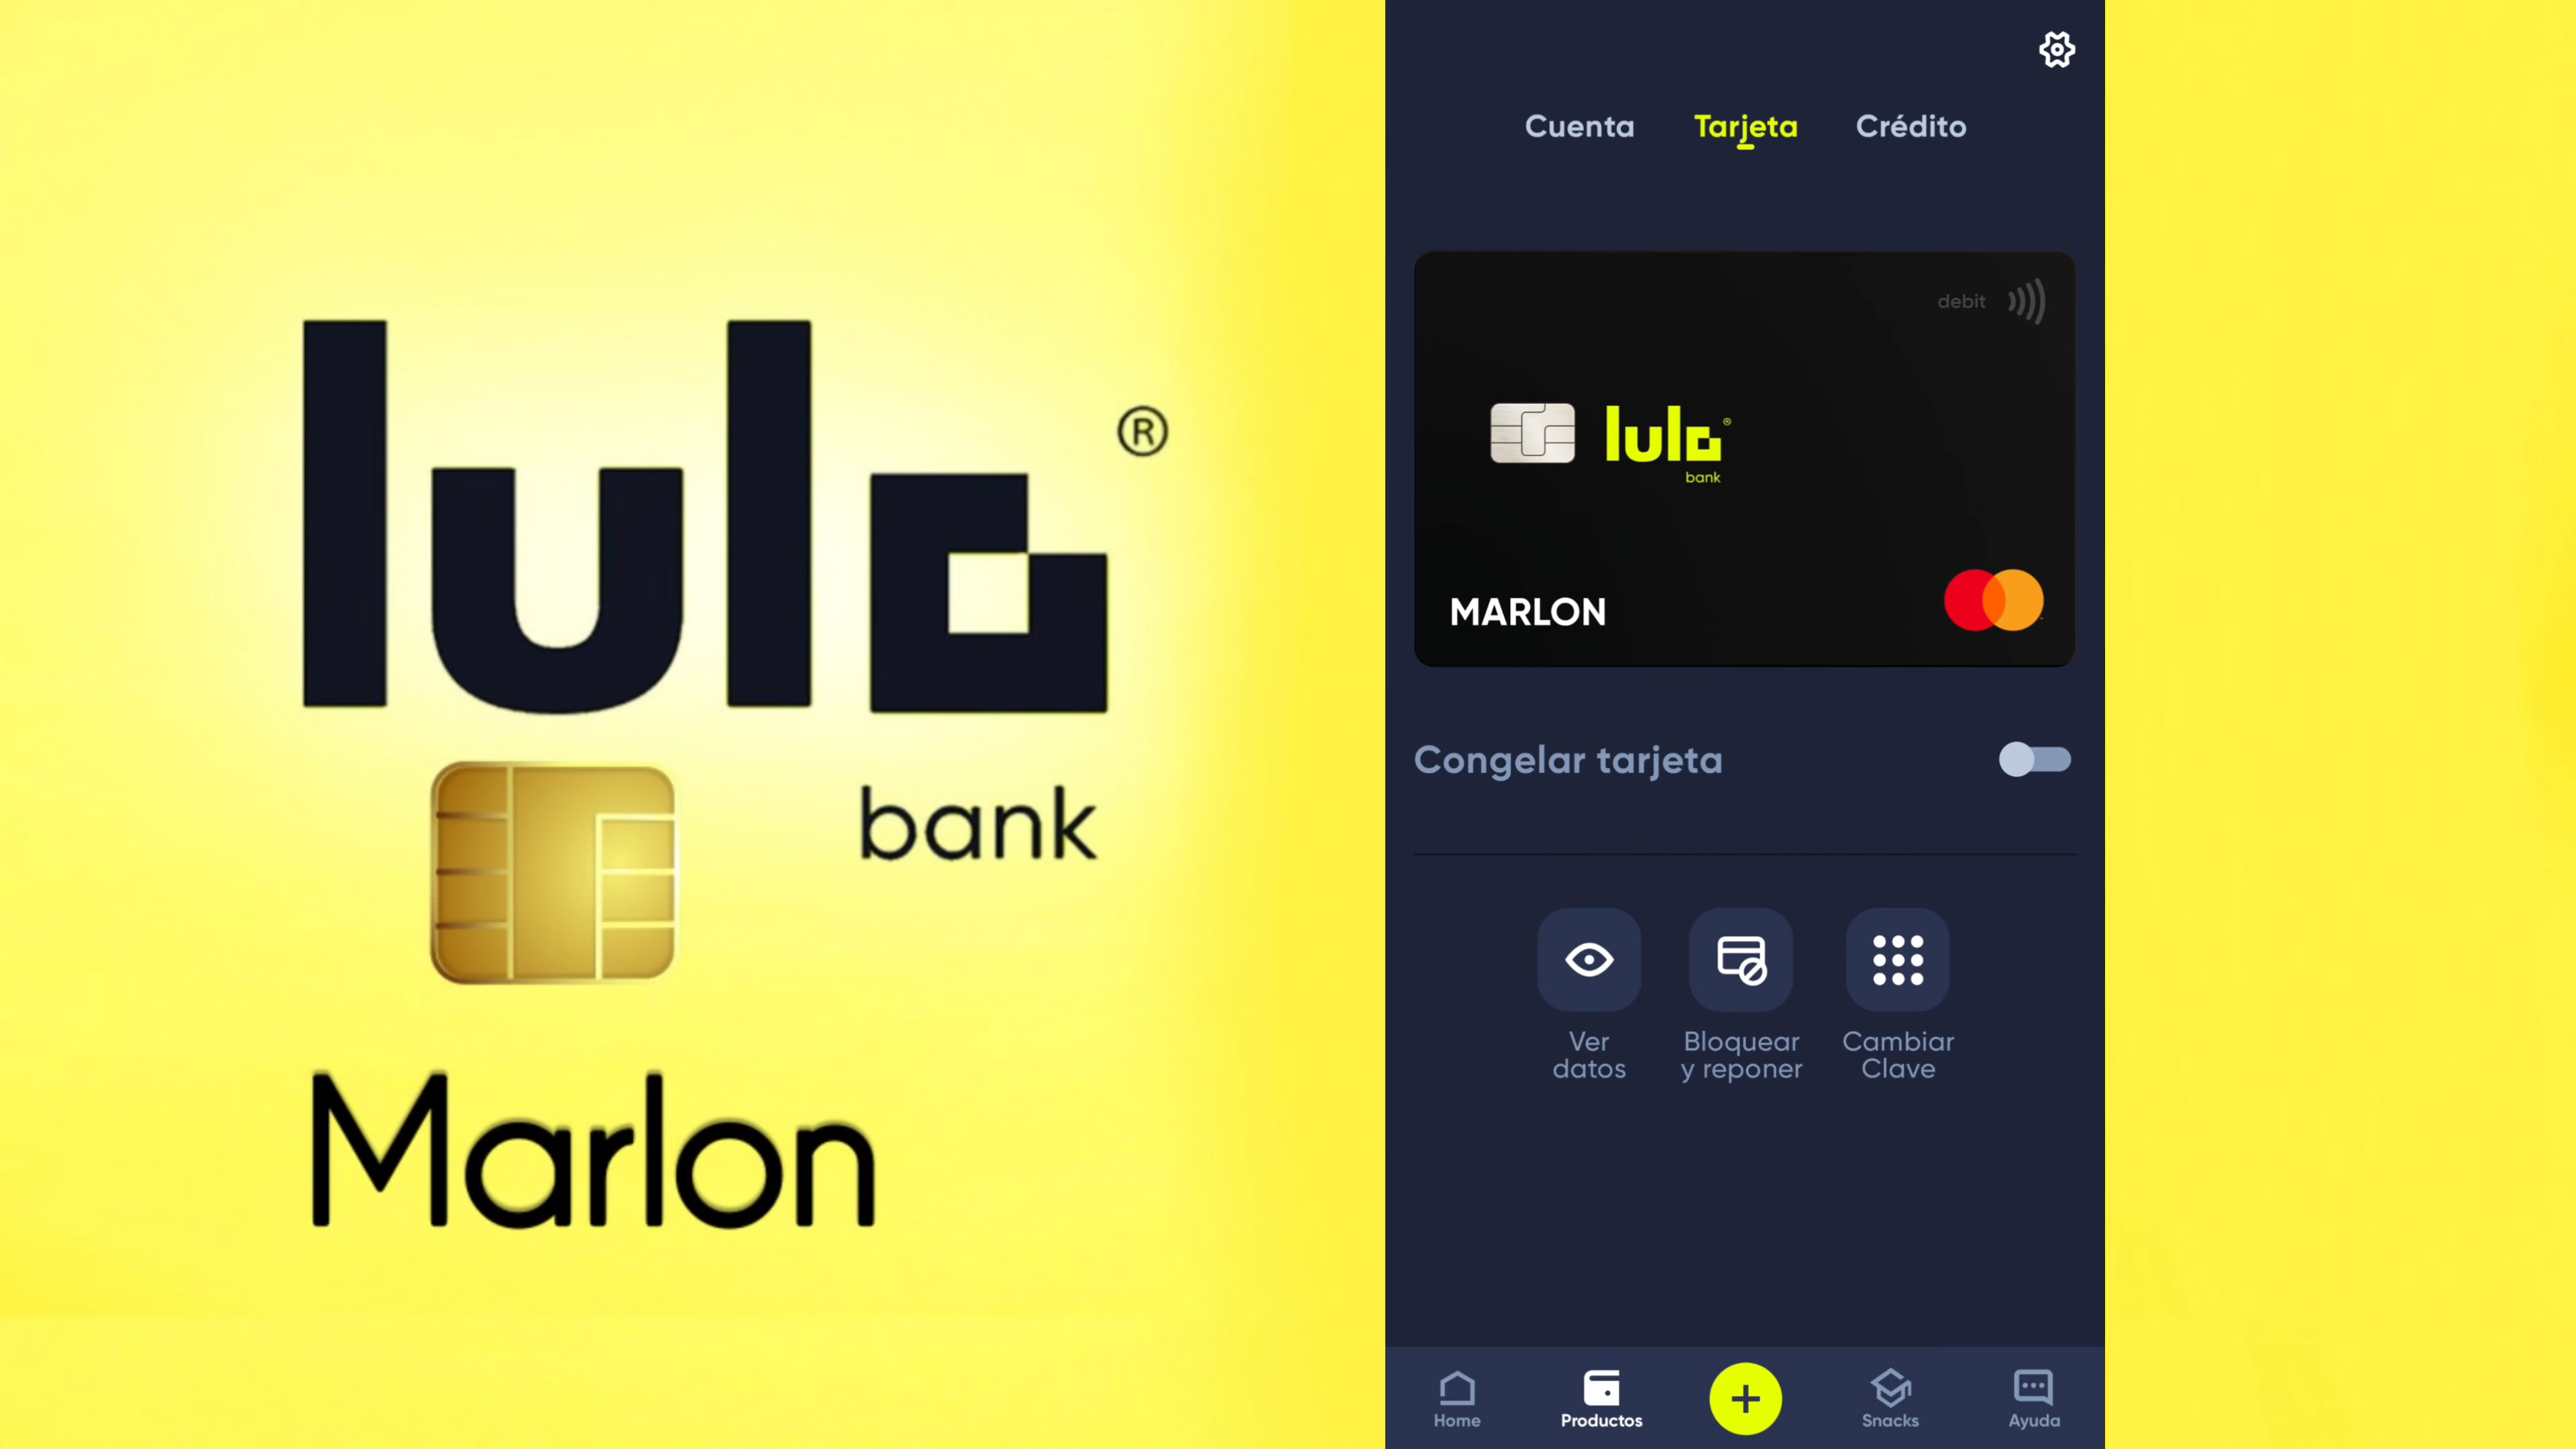 lulo
®
bank
Marlon
Cuenta Tarjeta Crédito
debit
lulo®
bank
MARLON
Congelar tarjeta
Ver
datos
Bloquear
y reponer
Cambiar
Clave
Home Productos Snacks Ayuda